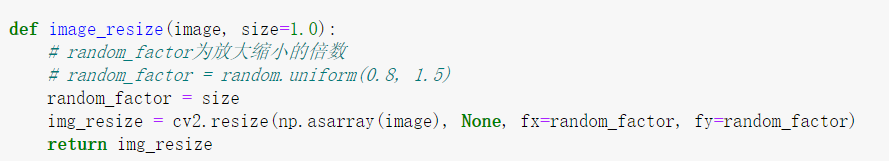 def image_resize(image, size=1.0):
    # random_factor为放大缩小的倍数
    # random_factor = random.uniform(0.8, 1.5)
    random_factor = size
    img_resize = cv2.resize(np.asarray(image), None, fx=random_factor, fy=random_factor)
    return img_resize